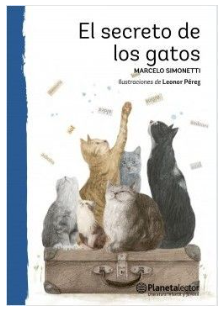 El secreto de
los gatos
MARCELO SIMONETTI
Ilustraciones de Leonor Pérez
Planetalector